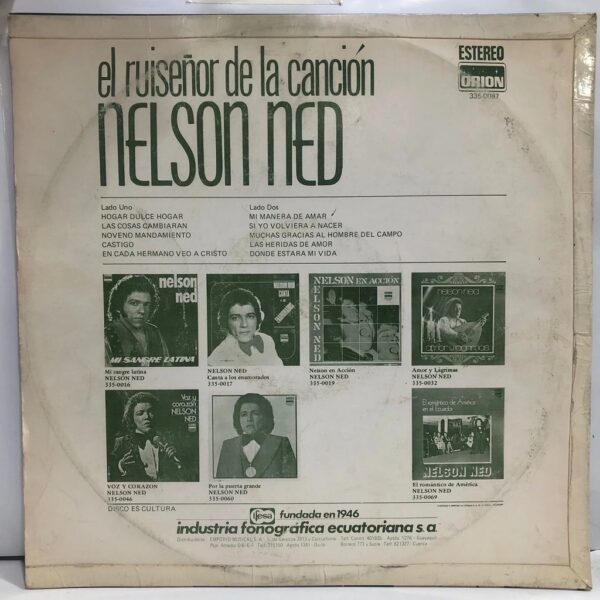 el ruiseñor de la canción
NELSON NED
ESTEREO
ORION
335-0087
Lado Uno
HOGAR DULCE HOGAR
LAS COSAS CAMBIARAN
NOVENO MANDAMIENTO
CASTIGO
EN CADA HERMANO VEO A CRISTO
Lado Dos
MI MANERA DE AMAR
SI YO VOLVIERA A NACER
MUCHAS GRACIAS AL HOMBRE DEL CAMPO
LAS HERIDAS DE AMOR
DONDE ESTARA MI VIDA
nelson
ned
MI SANGRE LATINA
Mi sangre latina
NELSON NED
335-0016
NELSON NED
CANTA
NELSON NED
Canta a los enamorados
335-0017
NELSON EN ACCIÓN
NELSON NED
Nelson en Acción
NELSON NED
335-0019
nelson ned
Amor y Lágrimas
NELSON NED
335-0032
Voz y
corazón
NELSON
NED
VOZ Y CORAZON
NELSON NED
335-0046
Por la puerta grande
NELSON NED
335-0060
El romántico de América
en el Ecuador
NELSON NED
El romántico de América
NELSON NED
335-0069
DISCO ES CULTURA
ifesa fundada en 1946
industria fonográfica ecuatoriana s.a.